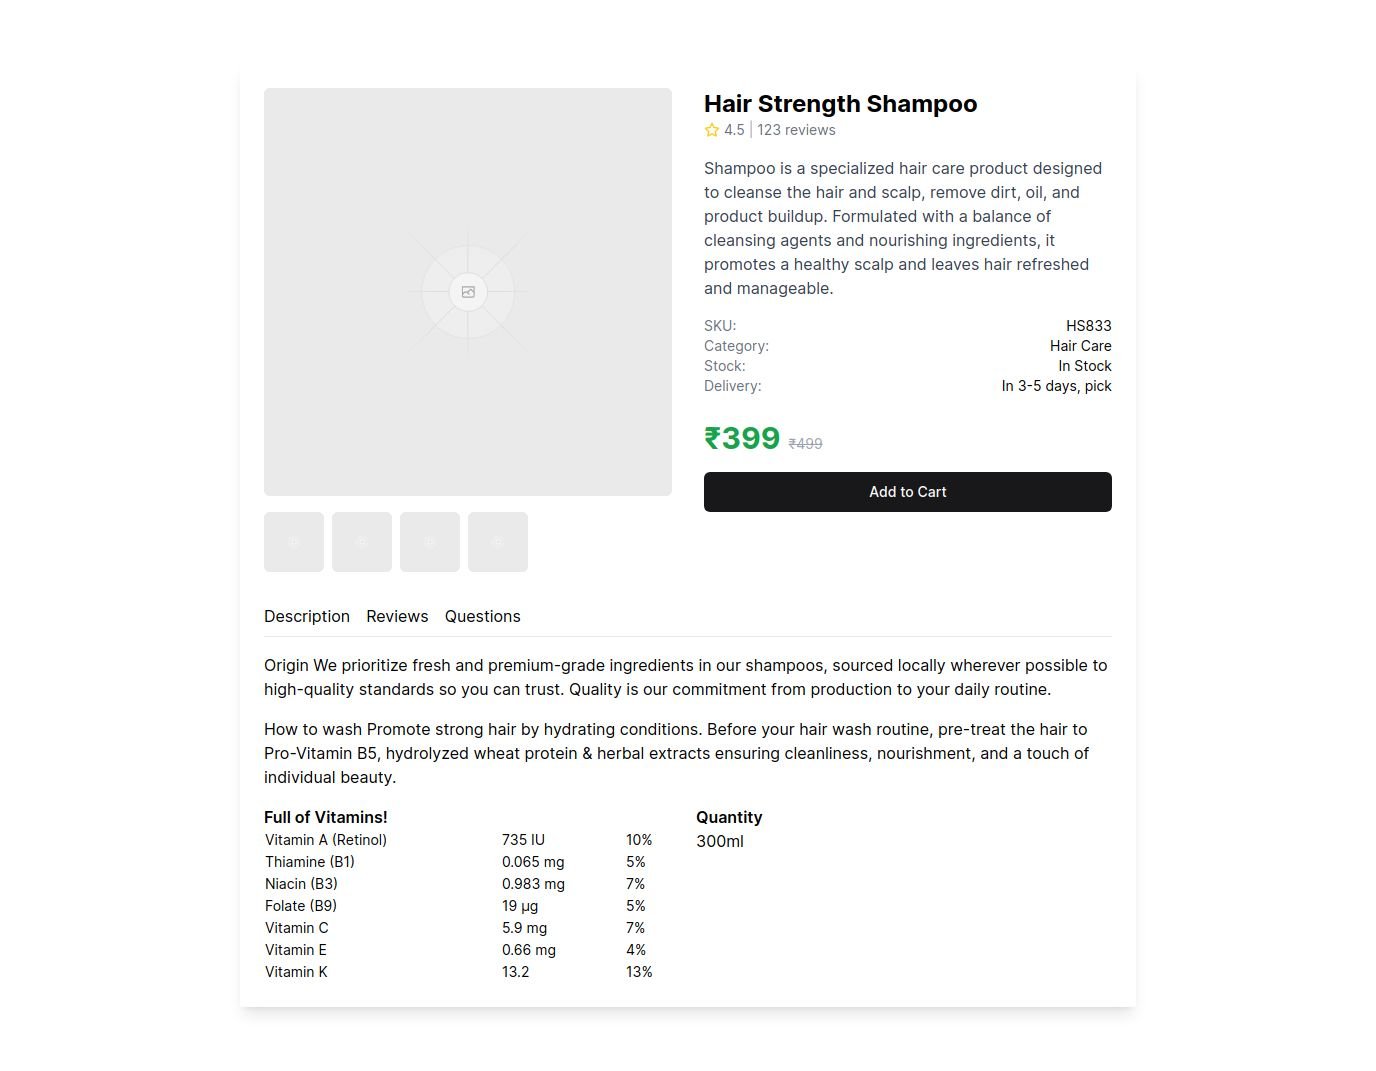 Hair Strength Shampoo
4.5 | 123 reviews
Shampoo is a specialized hair care product designed
to cleanse the hair and scalp, remove dirt, oil, and
product buildup. Formulated with a balance of
cleansing agents and nourishing ingredients, it
promotes a healthy scalp and leaves hair refreshed
and manageable.
SKU: HS833
Category: Hair Care
Stock: In Stock
Delivery: In 3-5 days, pick
₹399 ₹499
Add to Cart
Description Reviews Questions
Origin We prioritize fresh and premium-grade ingredients in our shampoos, sourced locally wherever possible to
high-quality standards so you can trust. Quality is our commitment from production to your daily routine.
How to wash Promote strong hair by hydrating conditions. Before your hair wash routine, pre-treat the hair to
Pro-Vitamin B5, hydrolyzed wheat protein & herbal extracts ensuring cleanliness, nourishment, and a touch of
individual beauty.
Full of Vitamins!
Vitamin A (Retinol) 735 IU 10%
Thiamine (B1) 0.065 mg 5%
Niacin (B3) 0.983 mg 7%
Folate (B9) 19 µg 5%
Vitamin C 5.9 mg 7%
Vitamin E 0.66 mg 4%
Vitamin K 13.2 13%
Quantity
300ml